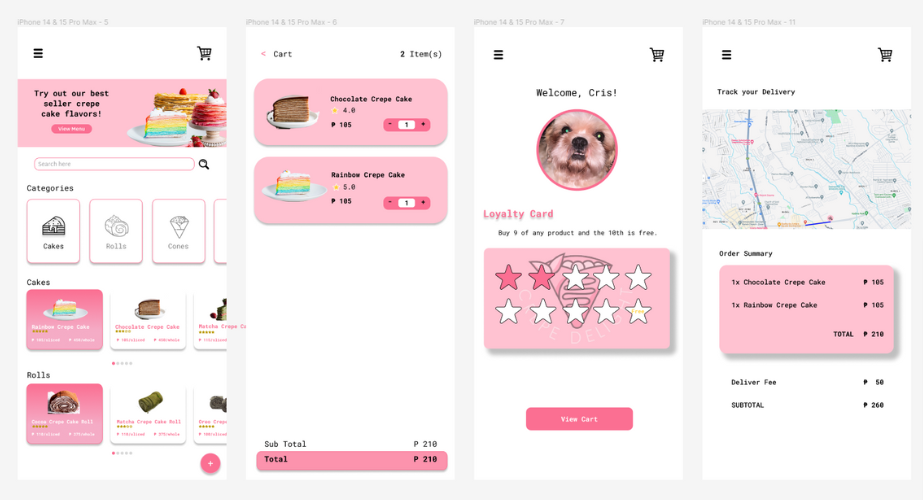 iPhone 14 & 15 Pro Max - 5
Try out our best
seller crepe
cake flavors!
View Menu
Search here
Categories
Cakes
Rolls
Cones
Cakes
Rainbow Crepe Cake
Chocolate Crepe Cake
Matcha Crepe Ca
Rolls
Matcha Crepe Cake Roll
+
iPhone 14 & 15 Pro Max - 6
< Cart
2 Item(s)
Chocolate Crepe Cake
4.0
₱ 105
- 1 +
Rainbow Crepe Cake
5.0
₱ 105
- 1 +
Sub Total ₱ 210
Total ₱ 210
iPhone 14 & 15 Pro Max - 7
Welcome, Cris!
Loyalty Card
Buy 9 of any product and the 10th is free.
View Cart
iPhone 14 & 15 Pro Max - 11
Track your Delivery
Order Summary
1x Chocolate Crepe Cake ₱ 105
1x Rainbow Crepe Cake ₱ 105
TOTAL ₱ 210
Deliver Fee ₱ 50
SUBTOTAL ₱ 260